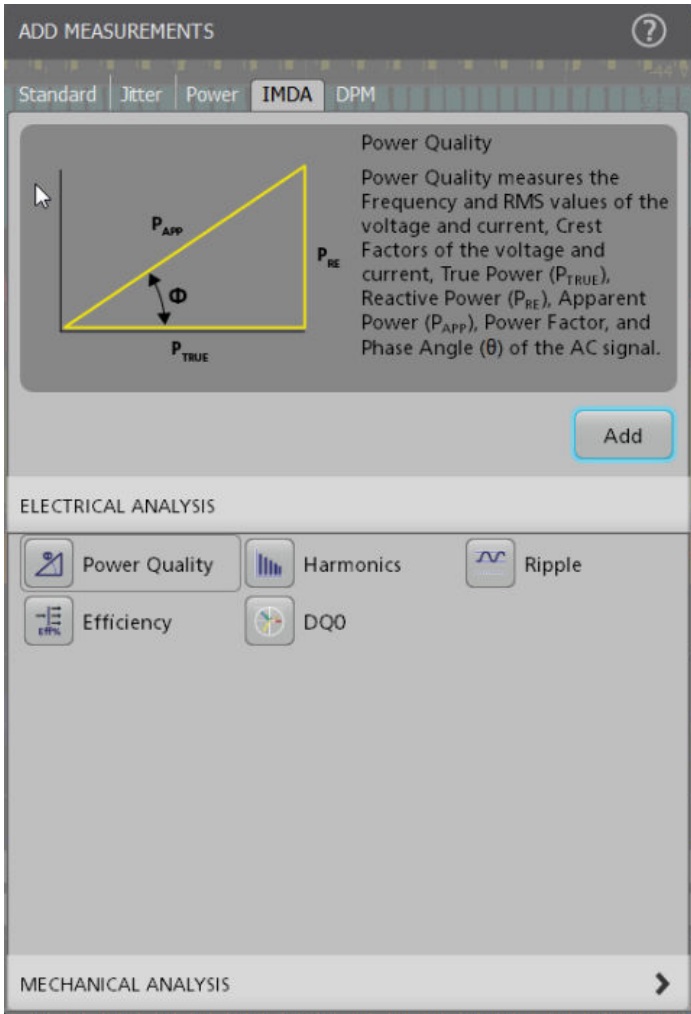 ADD MEASUREMENTS
?
Standard Jitter Power IMDA DPM
Power Quality
Power Quality measures the
Frequency and RMS values of the
voltage and current, Crest
Factors of the voltage and
current, True Power (PTRUE),
Reactive Power (PRE), Apparent
Power (PAPP), Power Factor, and
Phase Angle (θ) of the AC signal.
PAPP
PRE
Φ
PTRUE
Add
ELECTRICAL ANALYSIS
Power Quality Harmonics Ripple
Eff%
Efficiency DQ0
MECHANICAL ANALYSIS